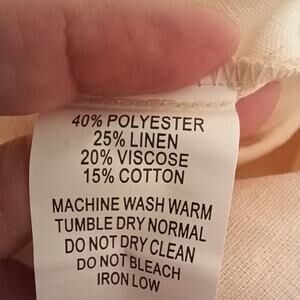 40% POLYESTER
25% LINEN
20% VISCOSE
15% COTTON
MACHINE WASH WARM
TUMBLE DRY NORMAL
DO NOT DRY CLEAN
DO NOT BLEACH
IRON LOW